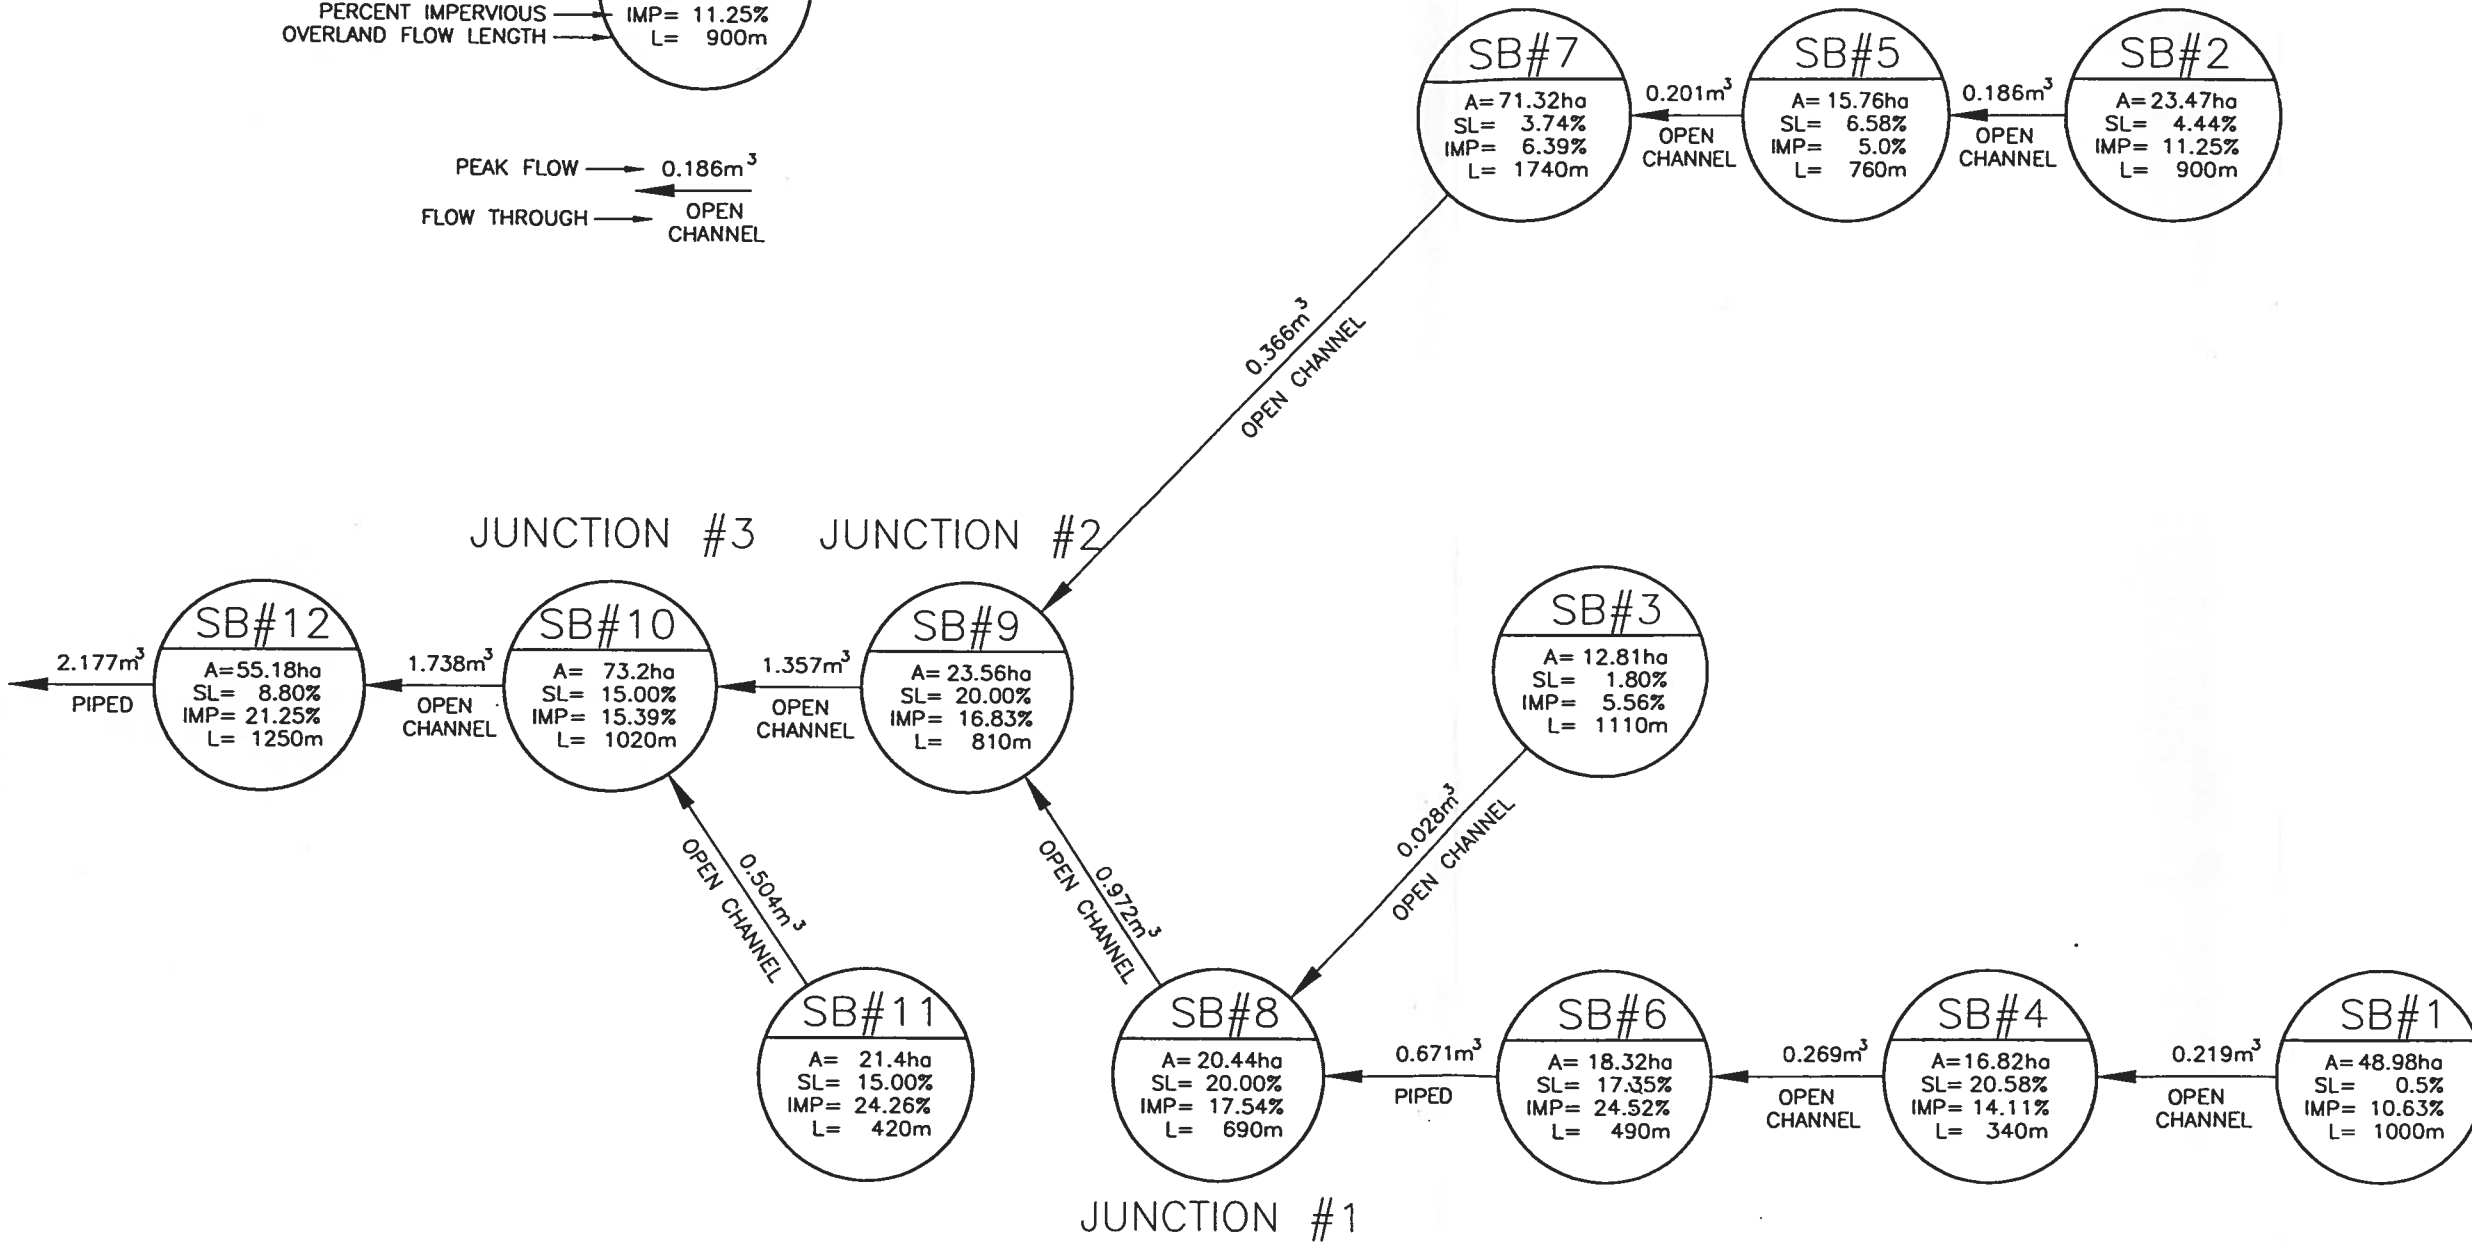 PERCENT IMPERVIOUS
IMP= 11.25%
OVERLAND FLOW LENGTH
L= 900m
PEAK FLOW
0.186m³
FLOW THROUGH
OPEN
CHANNEL
SB#7
A=71.32ha
SL= 3.74%
IMP= 6.39%
L= 1740m
0.201m³
OPEN
CHANNEL
SB#5
A= 15.76ha
SL= 6.58%
IMP= 5.0%
L= 760m
0.186m³
OPEN
CHANNEL
SB#2
A=23.47ha
SL= 4.44%
IMP= 11.25%
L= 900m
0.366m³
OPEN CHANNEL
JUNCTION #3
JUNCTION #2
2.177m³
PIPED
SB#12
A=55.18ha
SL= 8.80%
IMP= 21.25%
L= 1250m
1.738m³
OPEN
CHANNEL
SB#10
A= 73.2ha
SL= 15.00%
IMP= 15.39%
L= 1020m
1.357m³
OPEN
CHANNEL
SB#9
A= 23.56ha
SL= 20.00%
IMP= 16.83%
L= 810m
SB#3
A= 12.81ha
SL= 1.80%
IMP= 5.56%
L= 1110m
0.504m³
OPEN CHANNEL
0.972m³
OPEN CHANNEL
0.028m³
OPEN CHANNEL
SB#11
A= 21.4ha
SL= 15.00%
IMP= 24.26%
L= 420m
SB#8
A= 20.44ha
SL= 20.00%
IMP= 17.54%
L= 690m
0.671m³
PIPED
SB#6
A= 18.32ha
SL= 17.35%
IMP= 24.52%
L= 490m
0.269m³
OPEN
CHANNEL
SB#4
A=16.82ha
SL= 20.58%
IMP= 14.11%
L= 340m
0.219m³
OPEN
CHANNEL
SB#1
A=48.98ha
SL= 0.5%
IMP= 10.63%
L= 1000m
JUNCTION #1